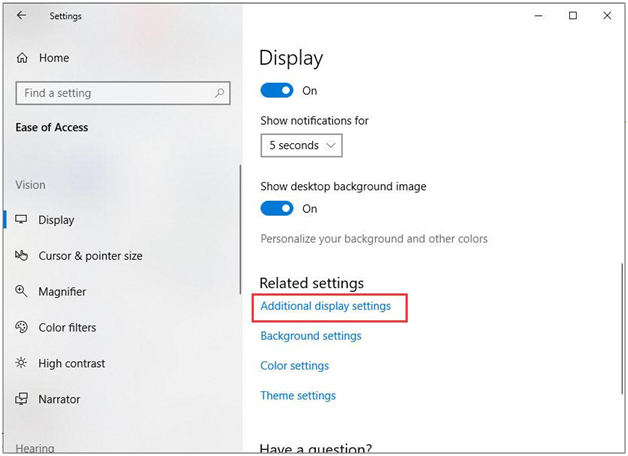 Settings
Home
Find a setting
Ease of Access
Vision
Display
Cursor & pointer size
Magnifier
Color filters
High contrast
Narrator
Hearing
Display
On
Show notifications for
5 seconds
Show desktop background image
On
Personalize your background and other colors
Related settings
Additional display settings
Background settings
Color settings
Theme settings
Have a question?